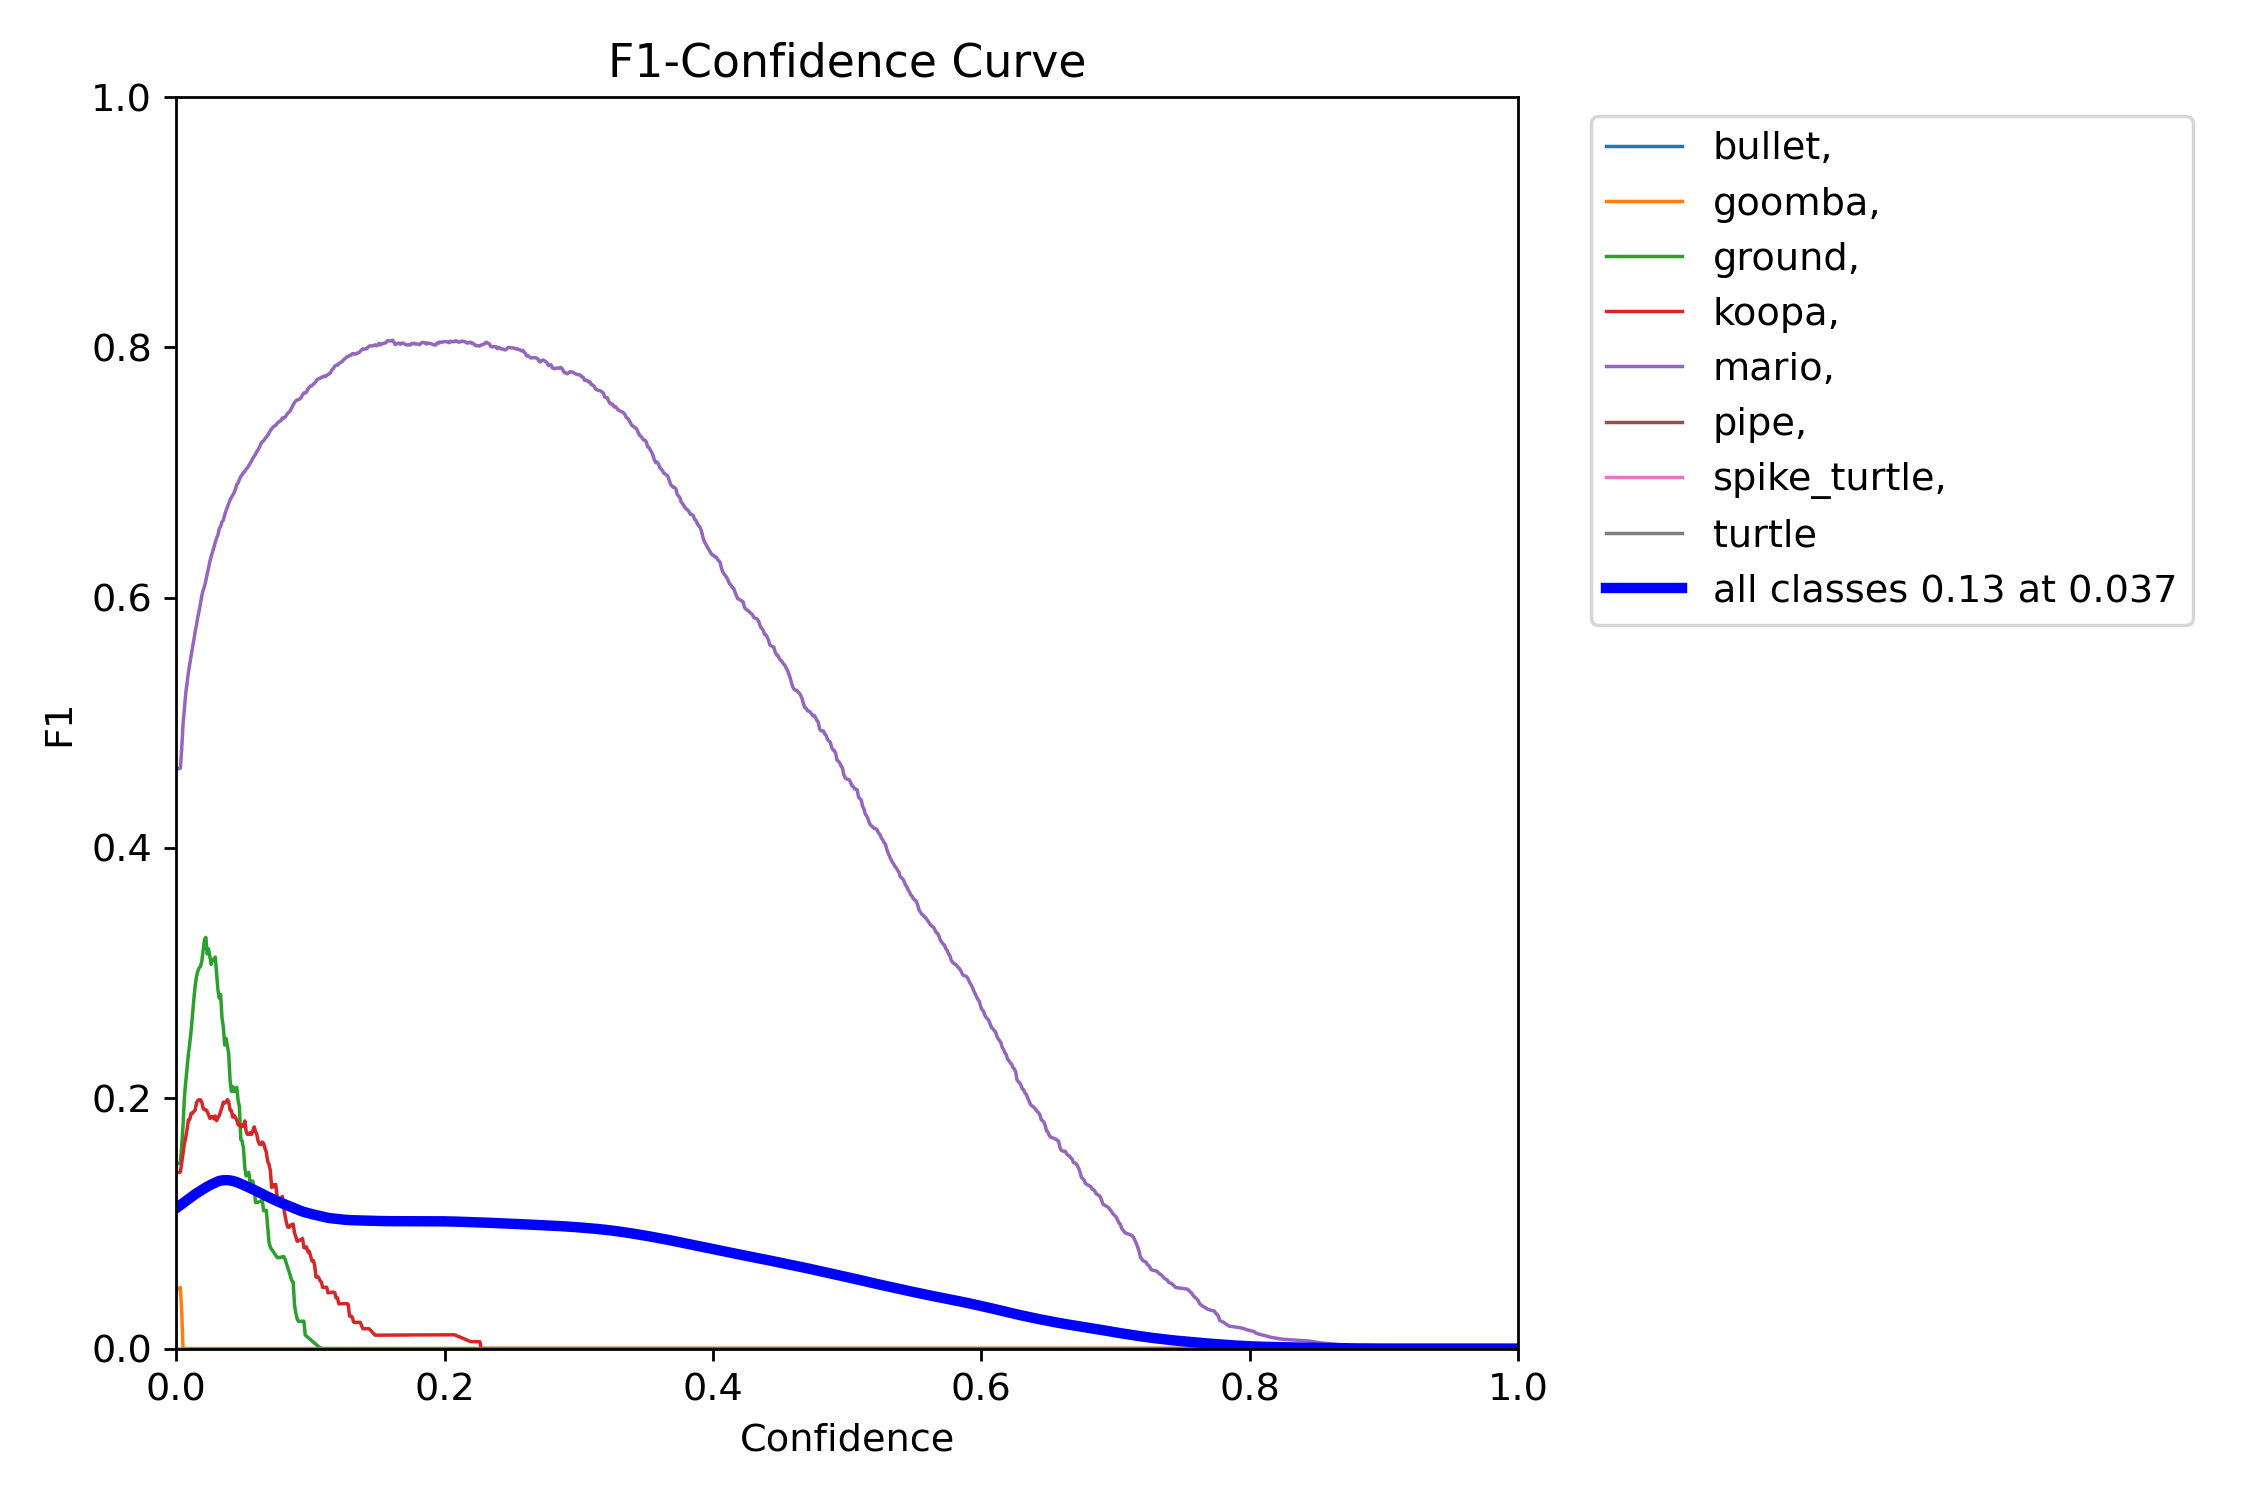 F1-Confidence Curve
1.0
0.8
0.6
0.4
0.2
0.0
F1
0.0 0.2 0.4 0.6 0.8 1.0
Confidence
bullet,
goomba,
ground,
koopa,
mario,
pipe,
spike_turtle,
turtle
all classes 0.13 at 0.037